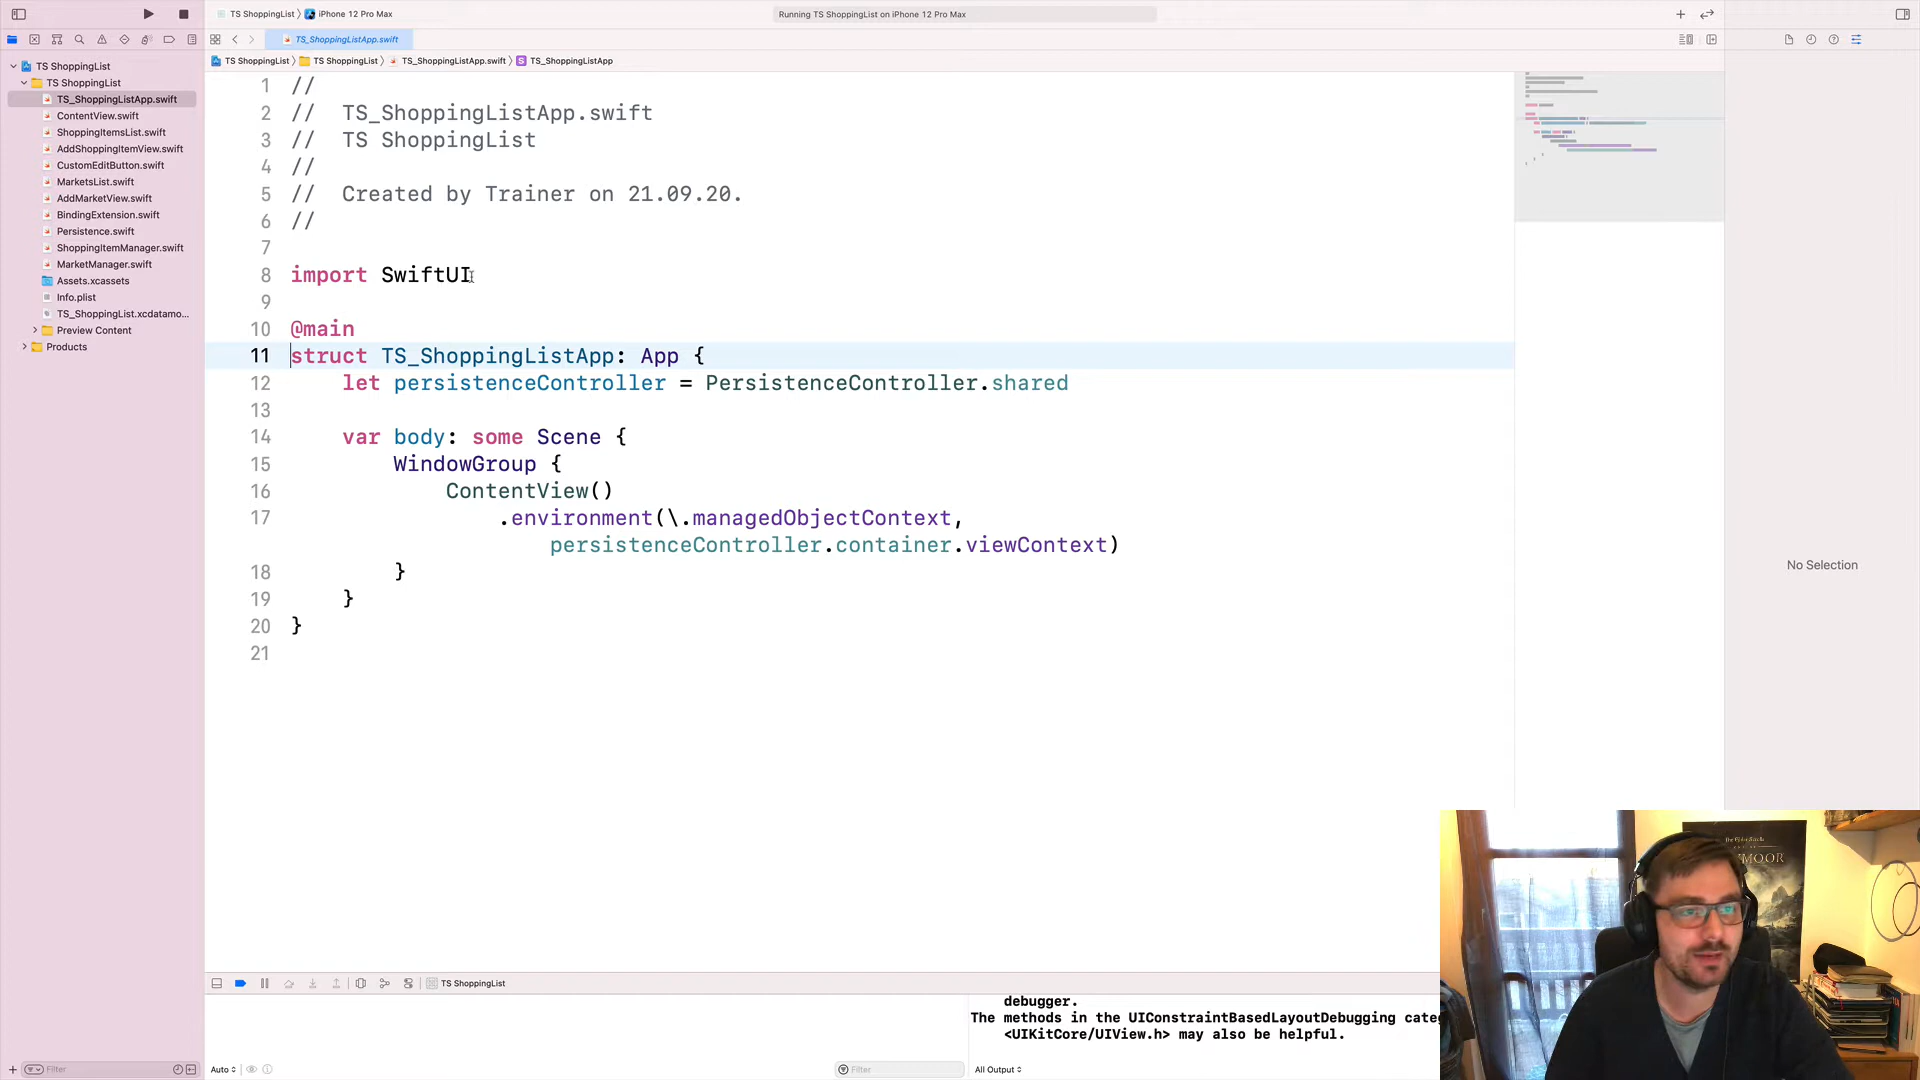 TS ShoppingList
iPhone 12 Pro Max
Running TS ShoppingList on iPhone 12 Pro Max
TS_ShoppingListApp.swift
TS ShoppingList
TS ShoppingList
TS_ShoppingListApp.swift
TS_ShoppingListApp
TS ShoppingList
TS ShoppingList
TS_ShoppingListApp.swift
ContentView.swift
ShoppingItemsList.swift
AddShoppingItemView.swift
CustomEditButton.swift
MarketsList.swift
AddMarketView.swift
BindingExtension.swift
Persistence.swift
ShoppingItemManager.swift
MarketManager.swift
Assets.xcassets
Info.plist
TS_ShoppingList.xcdatamo...
Preview Content
Products
1 //
2 //  TS_ShoppingListApp.swift
3 //  TS ShoppingList
4 //
5 //  Created by Trainer on 21.09.20.
6 //
7
8 import SwiftUI
9
10 @main
11 struct TS_ShoppingListApp: App {
12     let persistenceController = PersistenceController.shared
13
14     var body: some Scene {
15         WindowGroup {
16             ContentView()
17                 .environment(\.managedObjectContext,
persistenceController.container.viewContext)
18         }
19     }
20 }
21
No Selection
TS ShoppingList
debugger.
The methods in the UIConstraintBasedLayoutDebugging categ
<UIKitCore/UIView.h> may also be helpful.
Filter
Auto
Filter
All Output